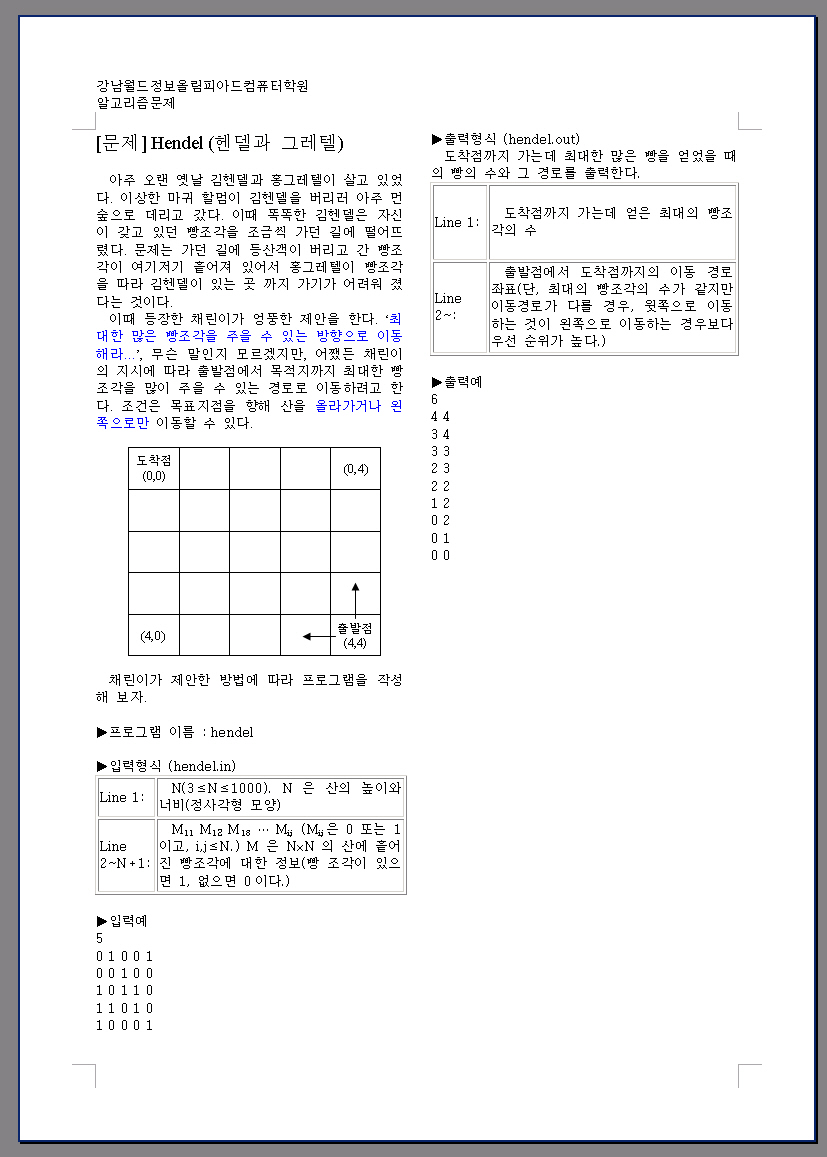 강남월드정보올림피아드컴퓨터학원
알고리즘문제
[문제] Hendel (헨델과 그레텔)
아주 오랜 옛날 김헨델과 홍그레텔이 살고 있었
다. 이상한 마귀 할멈이 김헨델을 버리러 아주 먼
숲으로 데리고 갔다. 이때 똑똑한 김헨델은 자신
이 갖고 있던 빵조각을 조금씩 가던 길에 떨어뜨
렸다. 문제는 가던 길에 등산객이 버리고 간 빵조
각이 여기저기 흩어져 있어서 홍그레텔이 빵조각
을 따라 김헨델이 있는 곳 까지 가기가 어려워 졌
다는 것이다.
이때 등장한 채린이가 엉뚱한 제안을 한다. ‘최
대한 많은 빵조각을 주을 수 있는 방향으로 이동
해라...’, 무슨 말인지 모르겠지만, 어쨌든 채린이
의 지시에 따라 출발점에서 목적지까지 최대한 빵
조각을 많이 주을 수 있는 경로로 이동하려고 한
다. 조건은 목표지점을 향해 산을 올라가거나 왼
쪽으로만 이동할 수 있다.
도착점
(0,0)
(0,4)
(4,0)
출발점
(4,4)
채린이가 제안한 방법에 따라 프로그램을 작성
해 보자.
▶프로그램 이름 : hendel
▶입력형식 (hendel.in)
Line 1:
N(3≤N≤1000). N 은 산의 높이와
너비(정사각형 모양)
Line
2~N+1:
M11 M12 M13 … Mij (Mij은 0 또는 1
이고, i,j≤N.) M 은 N×N 의 산에 흩어
진 빵조각에 대한 정보(빵 조각이 있으
면 1, 없으면 0이다.)
▶입력예
5
0 1 0 0 1
0 0 1 0 0
1 0 1 1 0
1 1 0 1 0
1 0 0 0 1
▶출력형식 (hendel.out)
도착점까지 가는데 최대한 많은 빵을 얻었을 때
의 빵의 수와 그 경로를 출력한다.
Line 1:
도착점까지 가는데 얻은 최대의 빵조
각의 수
Line
2~:
출발점에서 도착점까지의 이동 경로
좌표(단, 최대의 빵조각의 수가 같지만
이동경로가 다를 경우, 윗쪽으로 이동
하는 것이 왼쪽으로 이동하는 경우보다
우선 순위가 높다.)
▶출력예
6
4 4
3 4
3 3
2 3
2 2
1 2
0 2
0 1
0 0